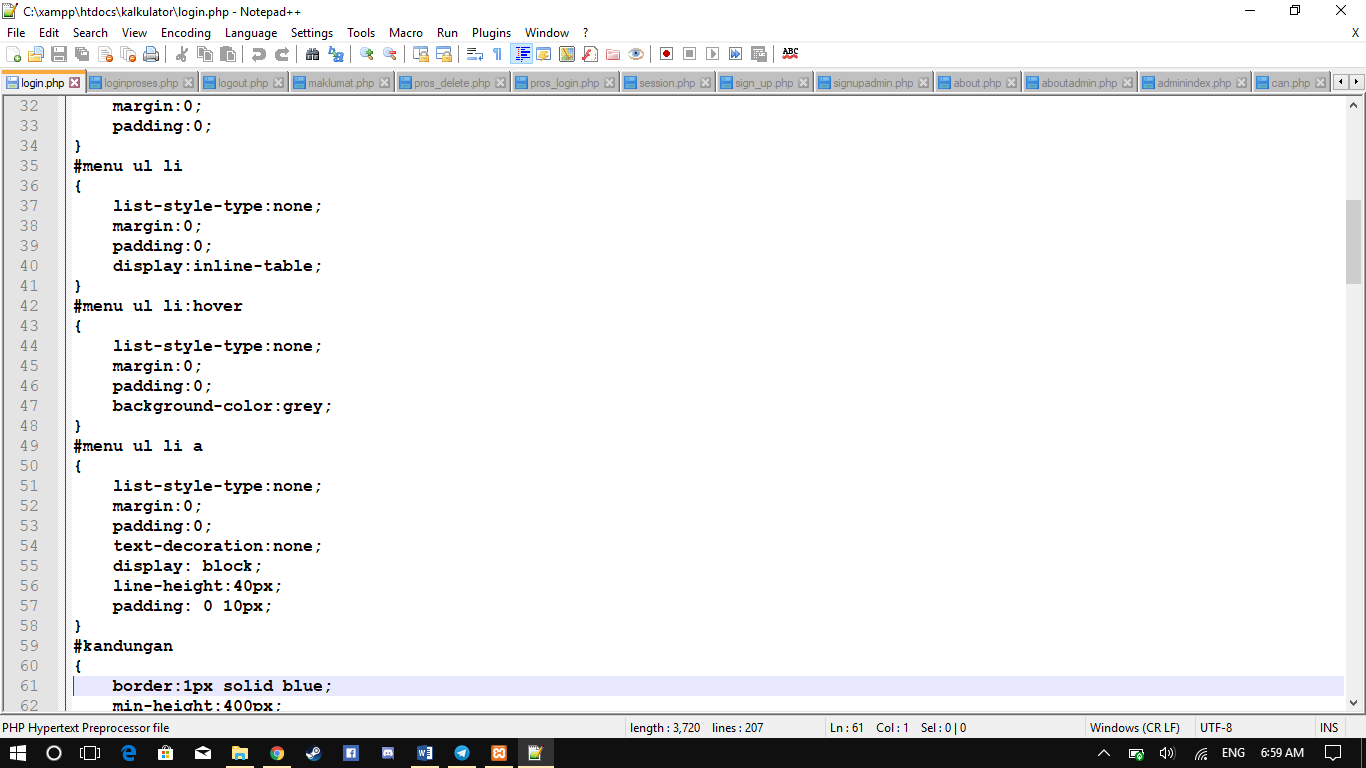 C:\xampp\htdocs\kalkulator\login.php - Notepad++
File Edit Search View Encoding Language Settings Tools Macro Run Plugins Window ? X
login.php loginproses.php logout.php maklumat.php pros_delete.php pros_login.php session.php sign_up.php signupadmin.php about.php aboutadmin.php adminindex.php can.php
32 margin:0;
33 padding:0;
34 }
35 #menu ul li
36 {
37 list-style-type:none;
38 margin:0;
39 padding:0;
40 display:inline-table;
41 }
42 #menu ul li:hover
43 {
44 list-style-type:none;
45 margin:0;
46 padding:0;
47 background-color:grey;
48 }
49 #menu ul li a
50 {
51 list-style-type:none;
52 margin:0;
53 padding:0;
54 text-decoration:none;
55 display: block;
56 line-height:40px;
57 padding: 0 10px;
58 }
59 #kandungan
60 {
61 border:1px solid blue;
62 min-height:400px;
PHP Hypertext Preprocessor file length : 3,720 lines : 207 Ln : 61 Col : 1 Sel : 0 | 0 Windows (CR LF) UTF-8 INS
ENG 6:59 AM